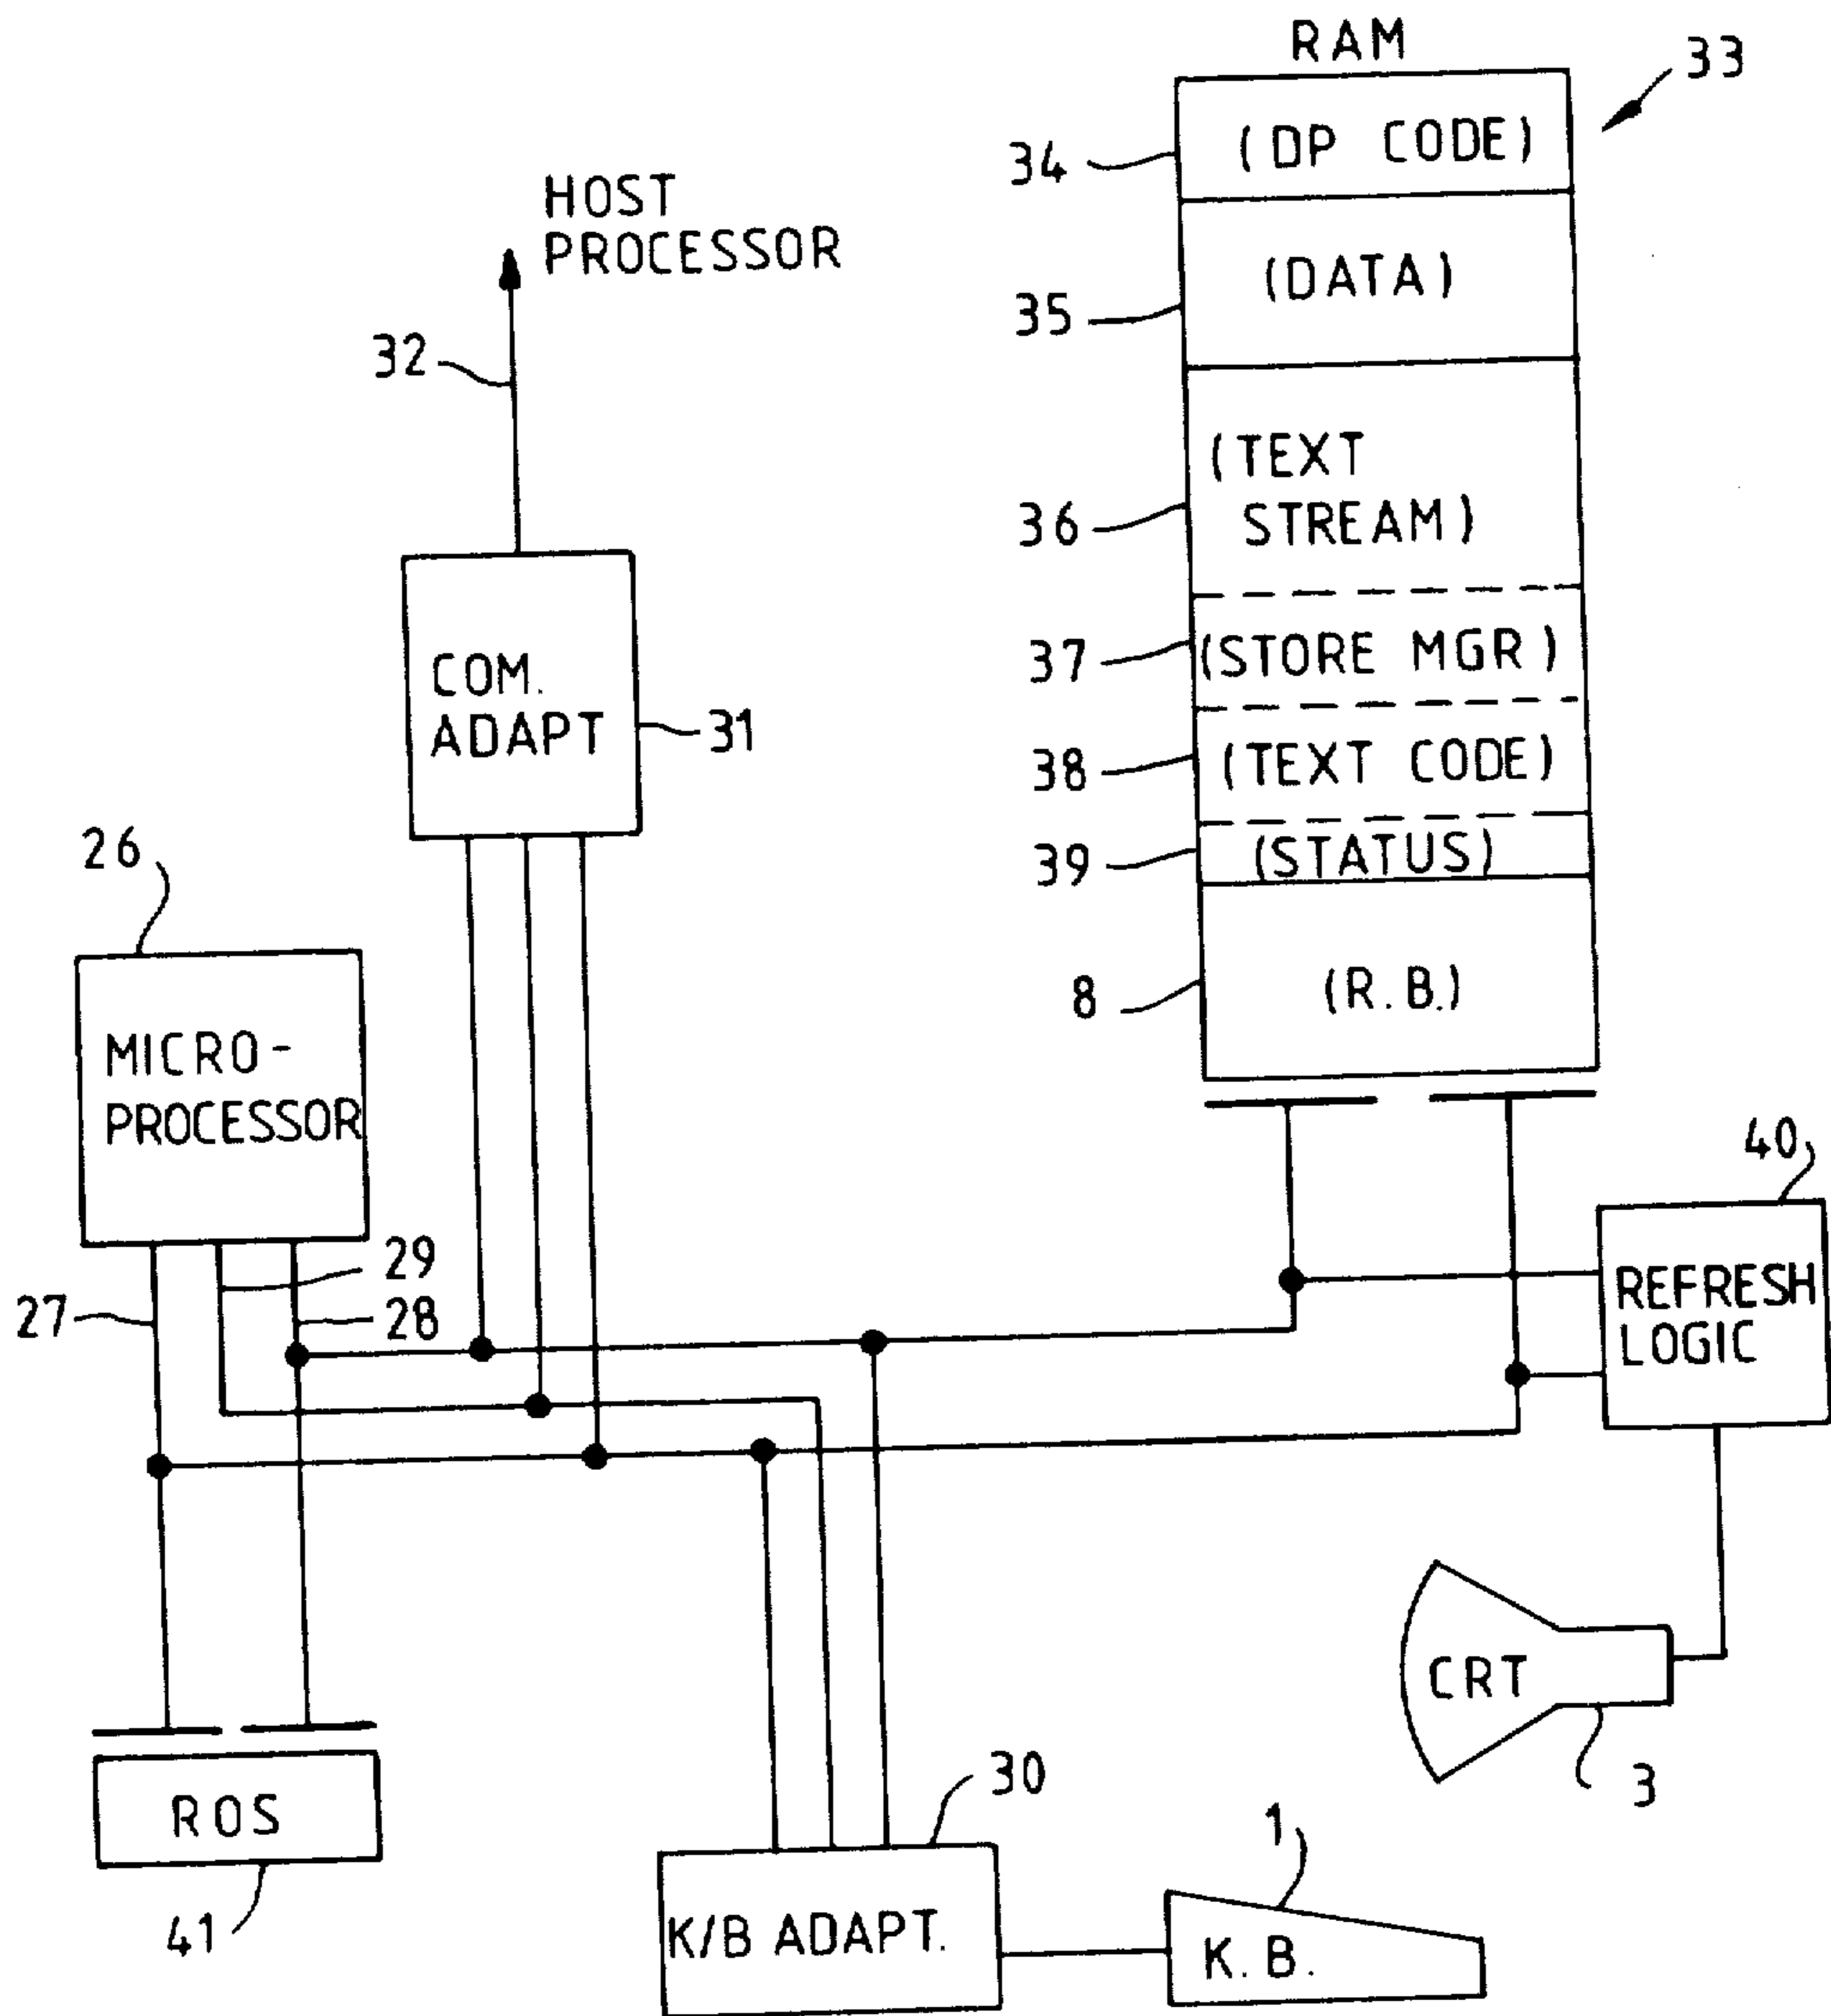 RAM
33
34
(DP CODE)
HOST
PROCESSOR
35
(DATA)
32
36
(TEXT
STREAM)
COM.
ADAPT
31
37
(STORE MGR)
38
(TEXT CODE)
26
39
(STATUS)
8
(R.B.)
MICRO-
PROCESSOR
40
29
27
28
REFRESH
LOGIC
CRT
3
ROS
41
30
1
K/B ADAPT.
K.B.